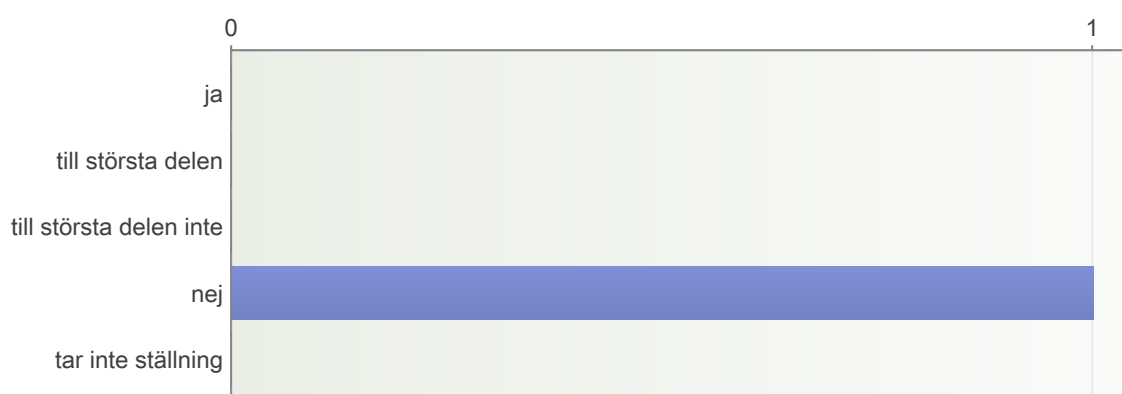 0 1
ja
till största delen
till största delen inte
nej
tar inte ställning